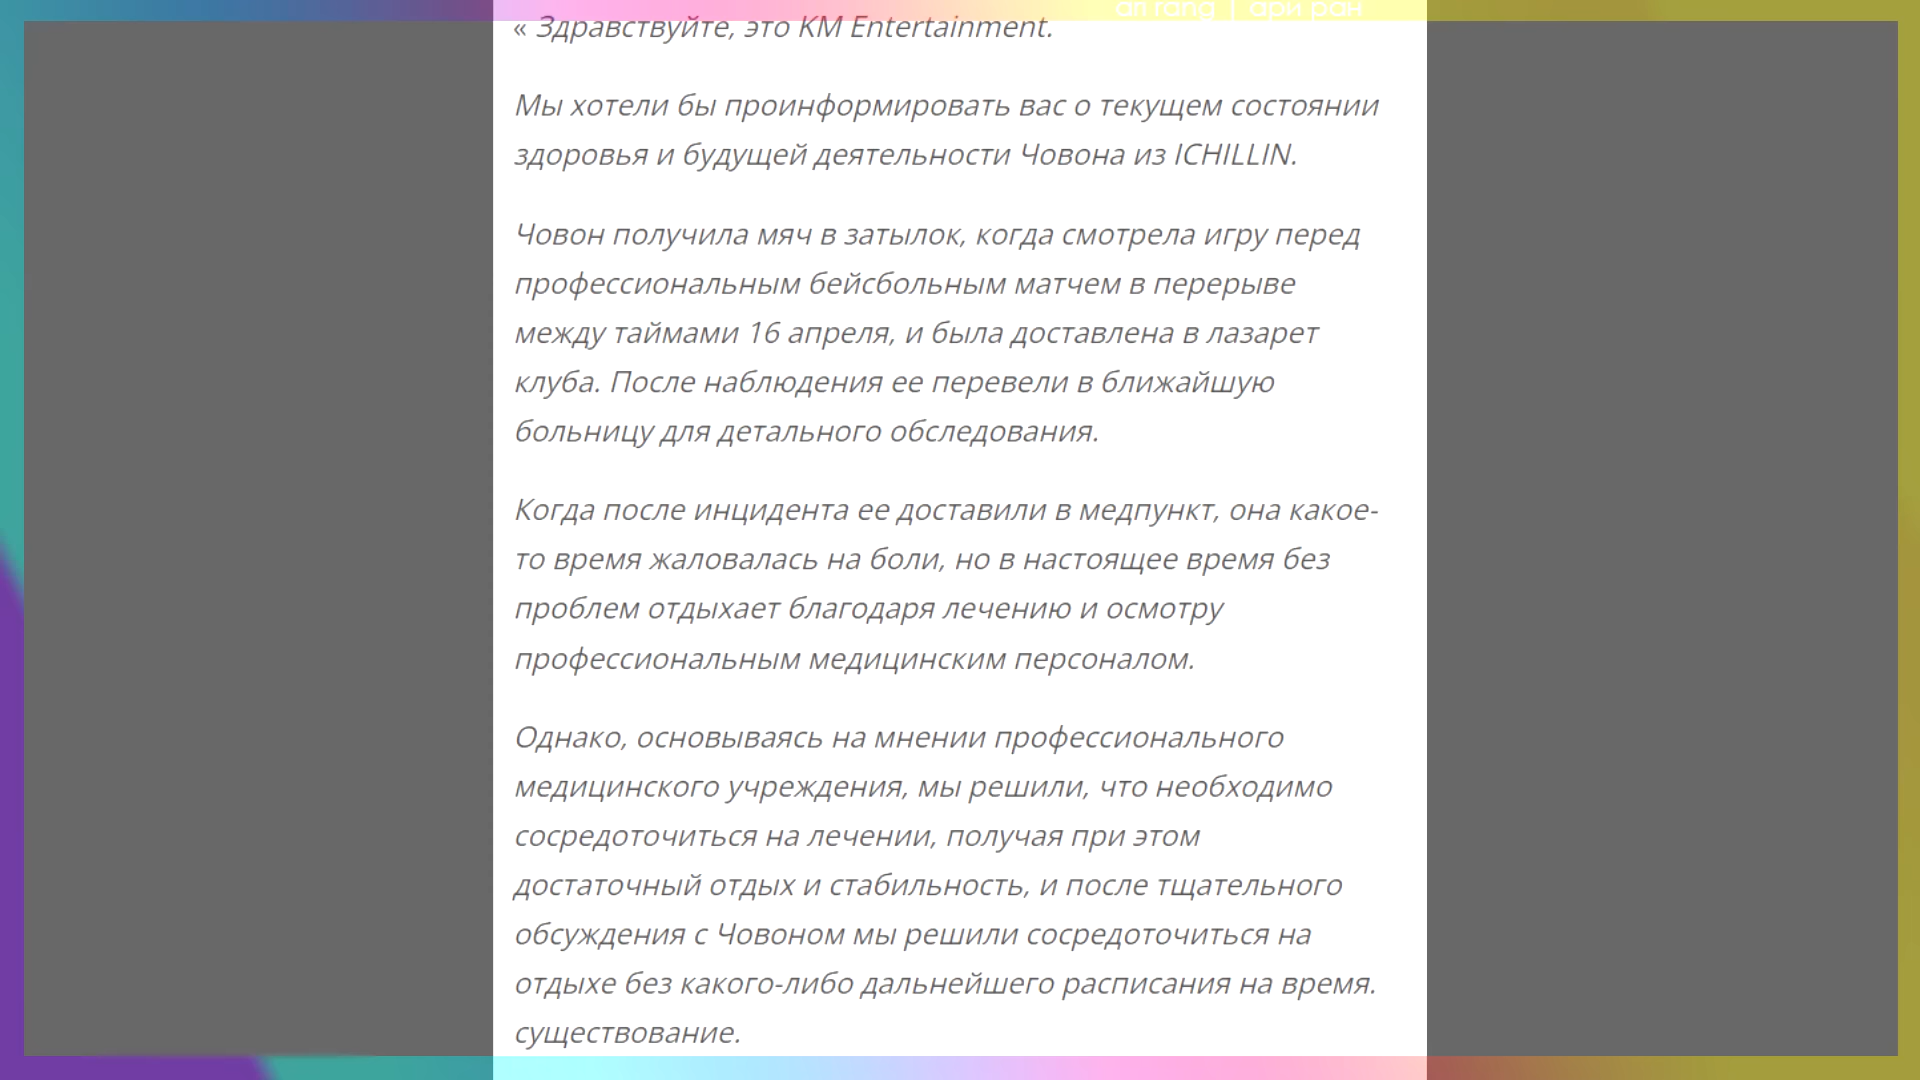 ari rang | ари ран
« Здравствуйте, это KM Entertainment.
Мы хотели бы проинформировать вас о текущем состоянии
здоровья и будущей деятельности Човона из ICHILLIN.
Човон получила мяч в затылок, когда смотрела игру перед
профессиональным бейсбольным матчем в перерыве
между таймами 16 апреля, и была доставлена в лазарет
клуба. После наблюдения ее перевели в ближайшую
больницу для детального обследования.
Когда после инцидента ее доставили в медпункт, она какое-
то время жаловалась на боли, но в настоящее время без
проблем отдыхает благодаря лечению и осмотру
профессиональным медицинским персоналом.
Однако, основываясь на мнении профессионального
медицинского учреждения, мы решили, что необходимо
сосредоточиться на лечении, получая при этом
достаточный отдых и стабильность, и после тщательного
обсуждения с Човоном мы решили сосредоточиться на
отдыхе без какого-либо дальнейшего расписания на время.
существование.